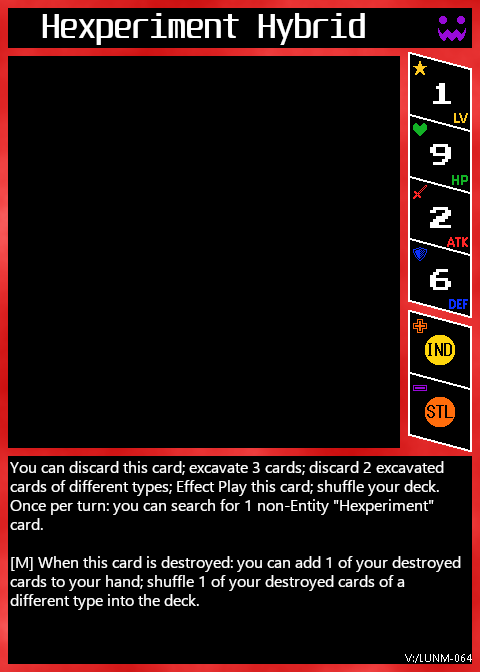 Hexperiment Hybrid
1
LV
9
HP
2
ATK
6
DEF
IND
STL
You can discard this card; excavate 3 cards; discard 2 excavated
cards of different types; Effect Play this card; shuffle your deck.
Once per turn: you can search for 1 non-Entity "Hexperiment"
card.
[M] When this card is destroyed: you can add 1 of your destroyed
cards to your hand; shuffle 1 of your destroyed cards of a
different type into the deck.
V:/LUNM-064